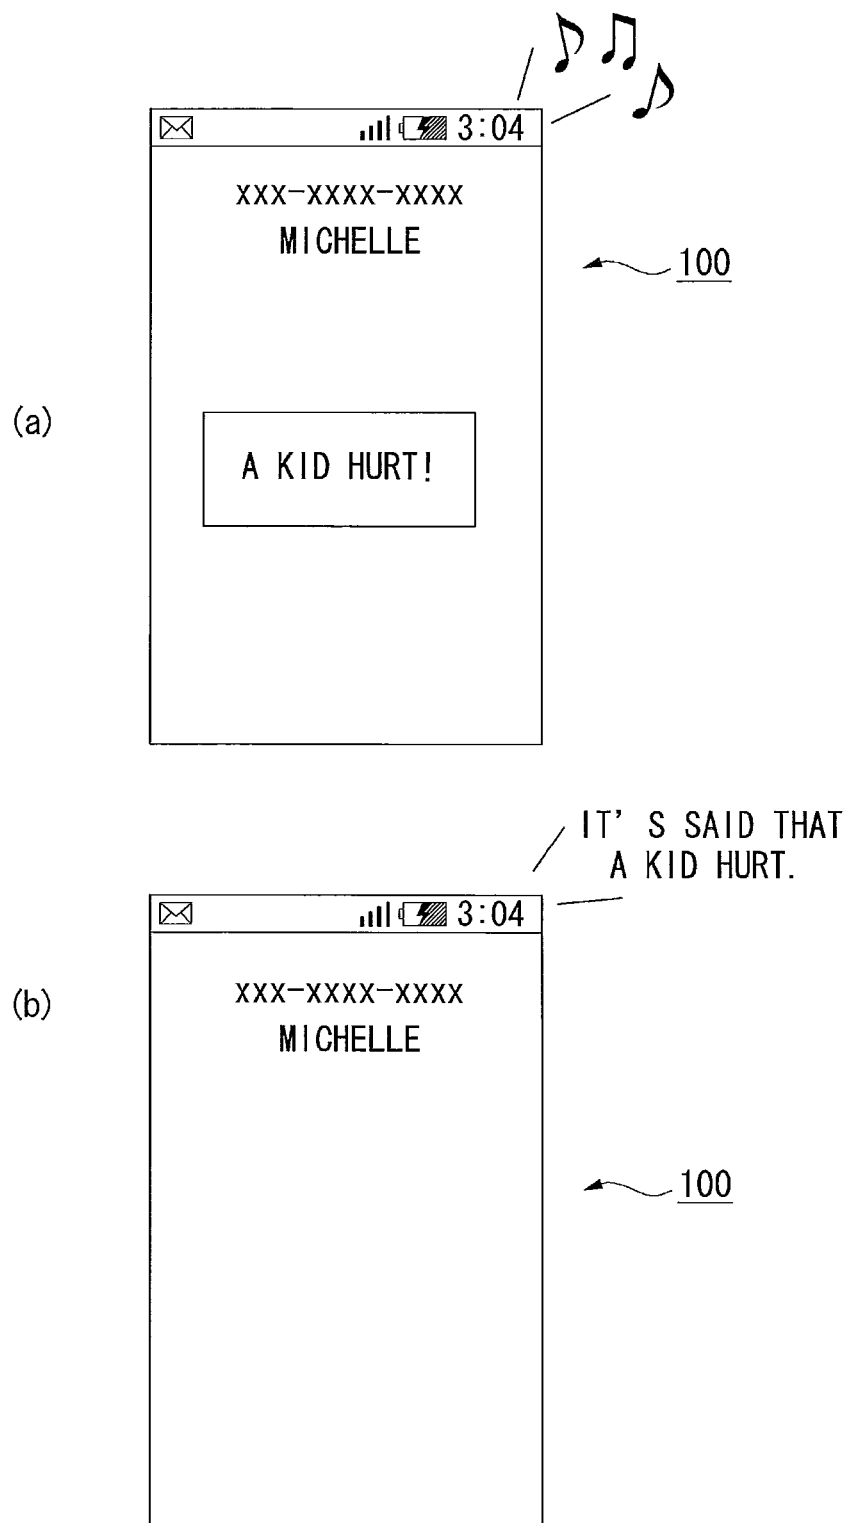 3:04
XXX-XXXX-XXXX
MICHELLE
100
(a)
A KID HURT!
IT'S SAID THAT
A KID HURT.
3:04
(b)
XXX-XXXX-XXXX
MICHELLE
100